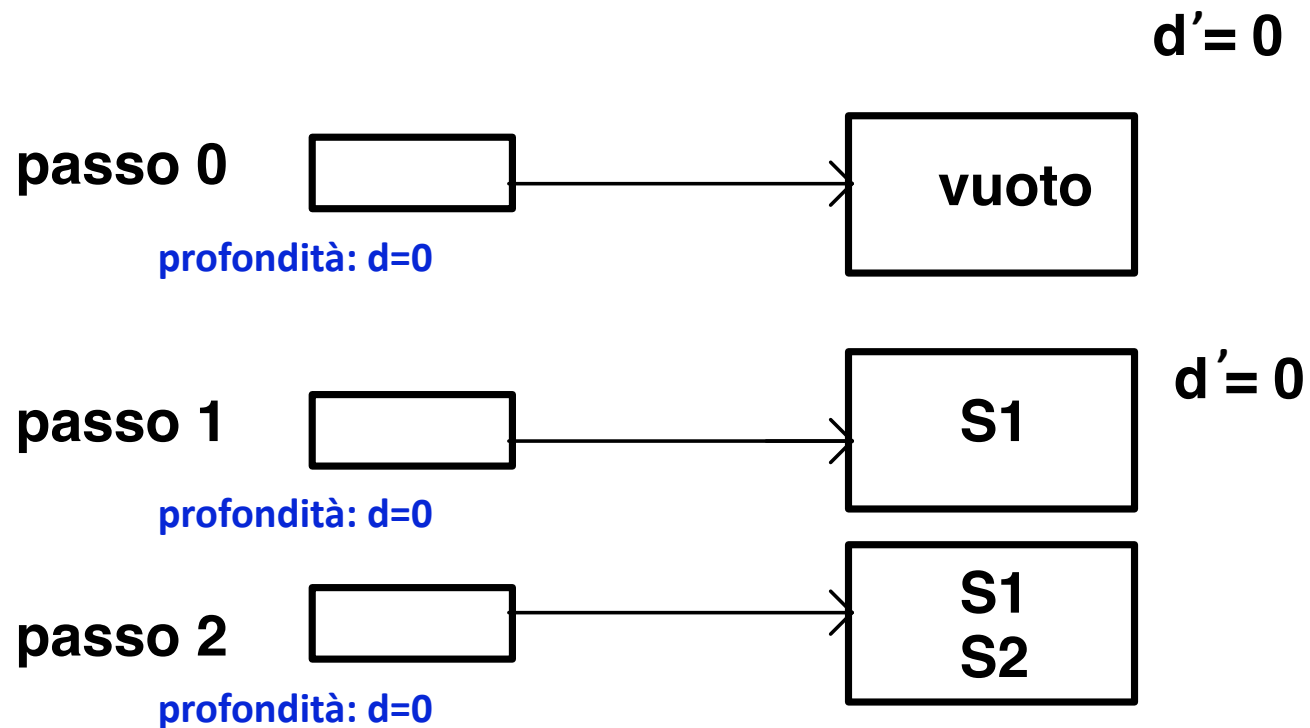 d′= 0
passo 0
vuoto
profondità: d=0
d′= 0
passo 1
S1
profondità: d=0
passo 2
S1
S2
profondità: d=0